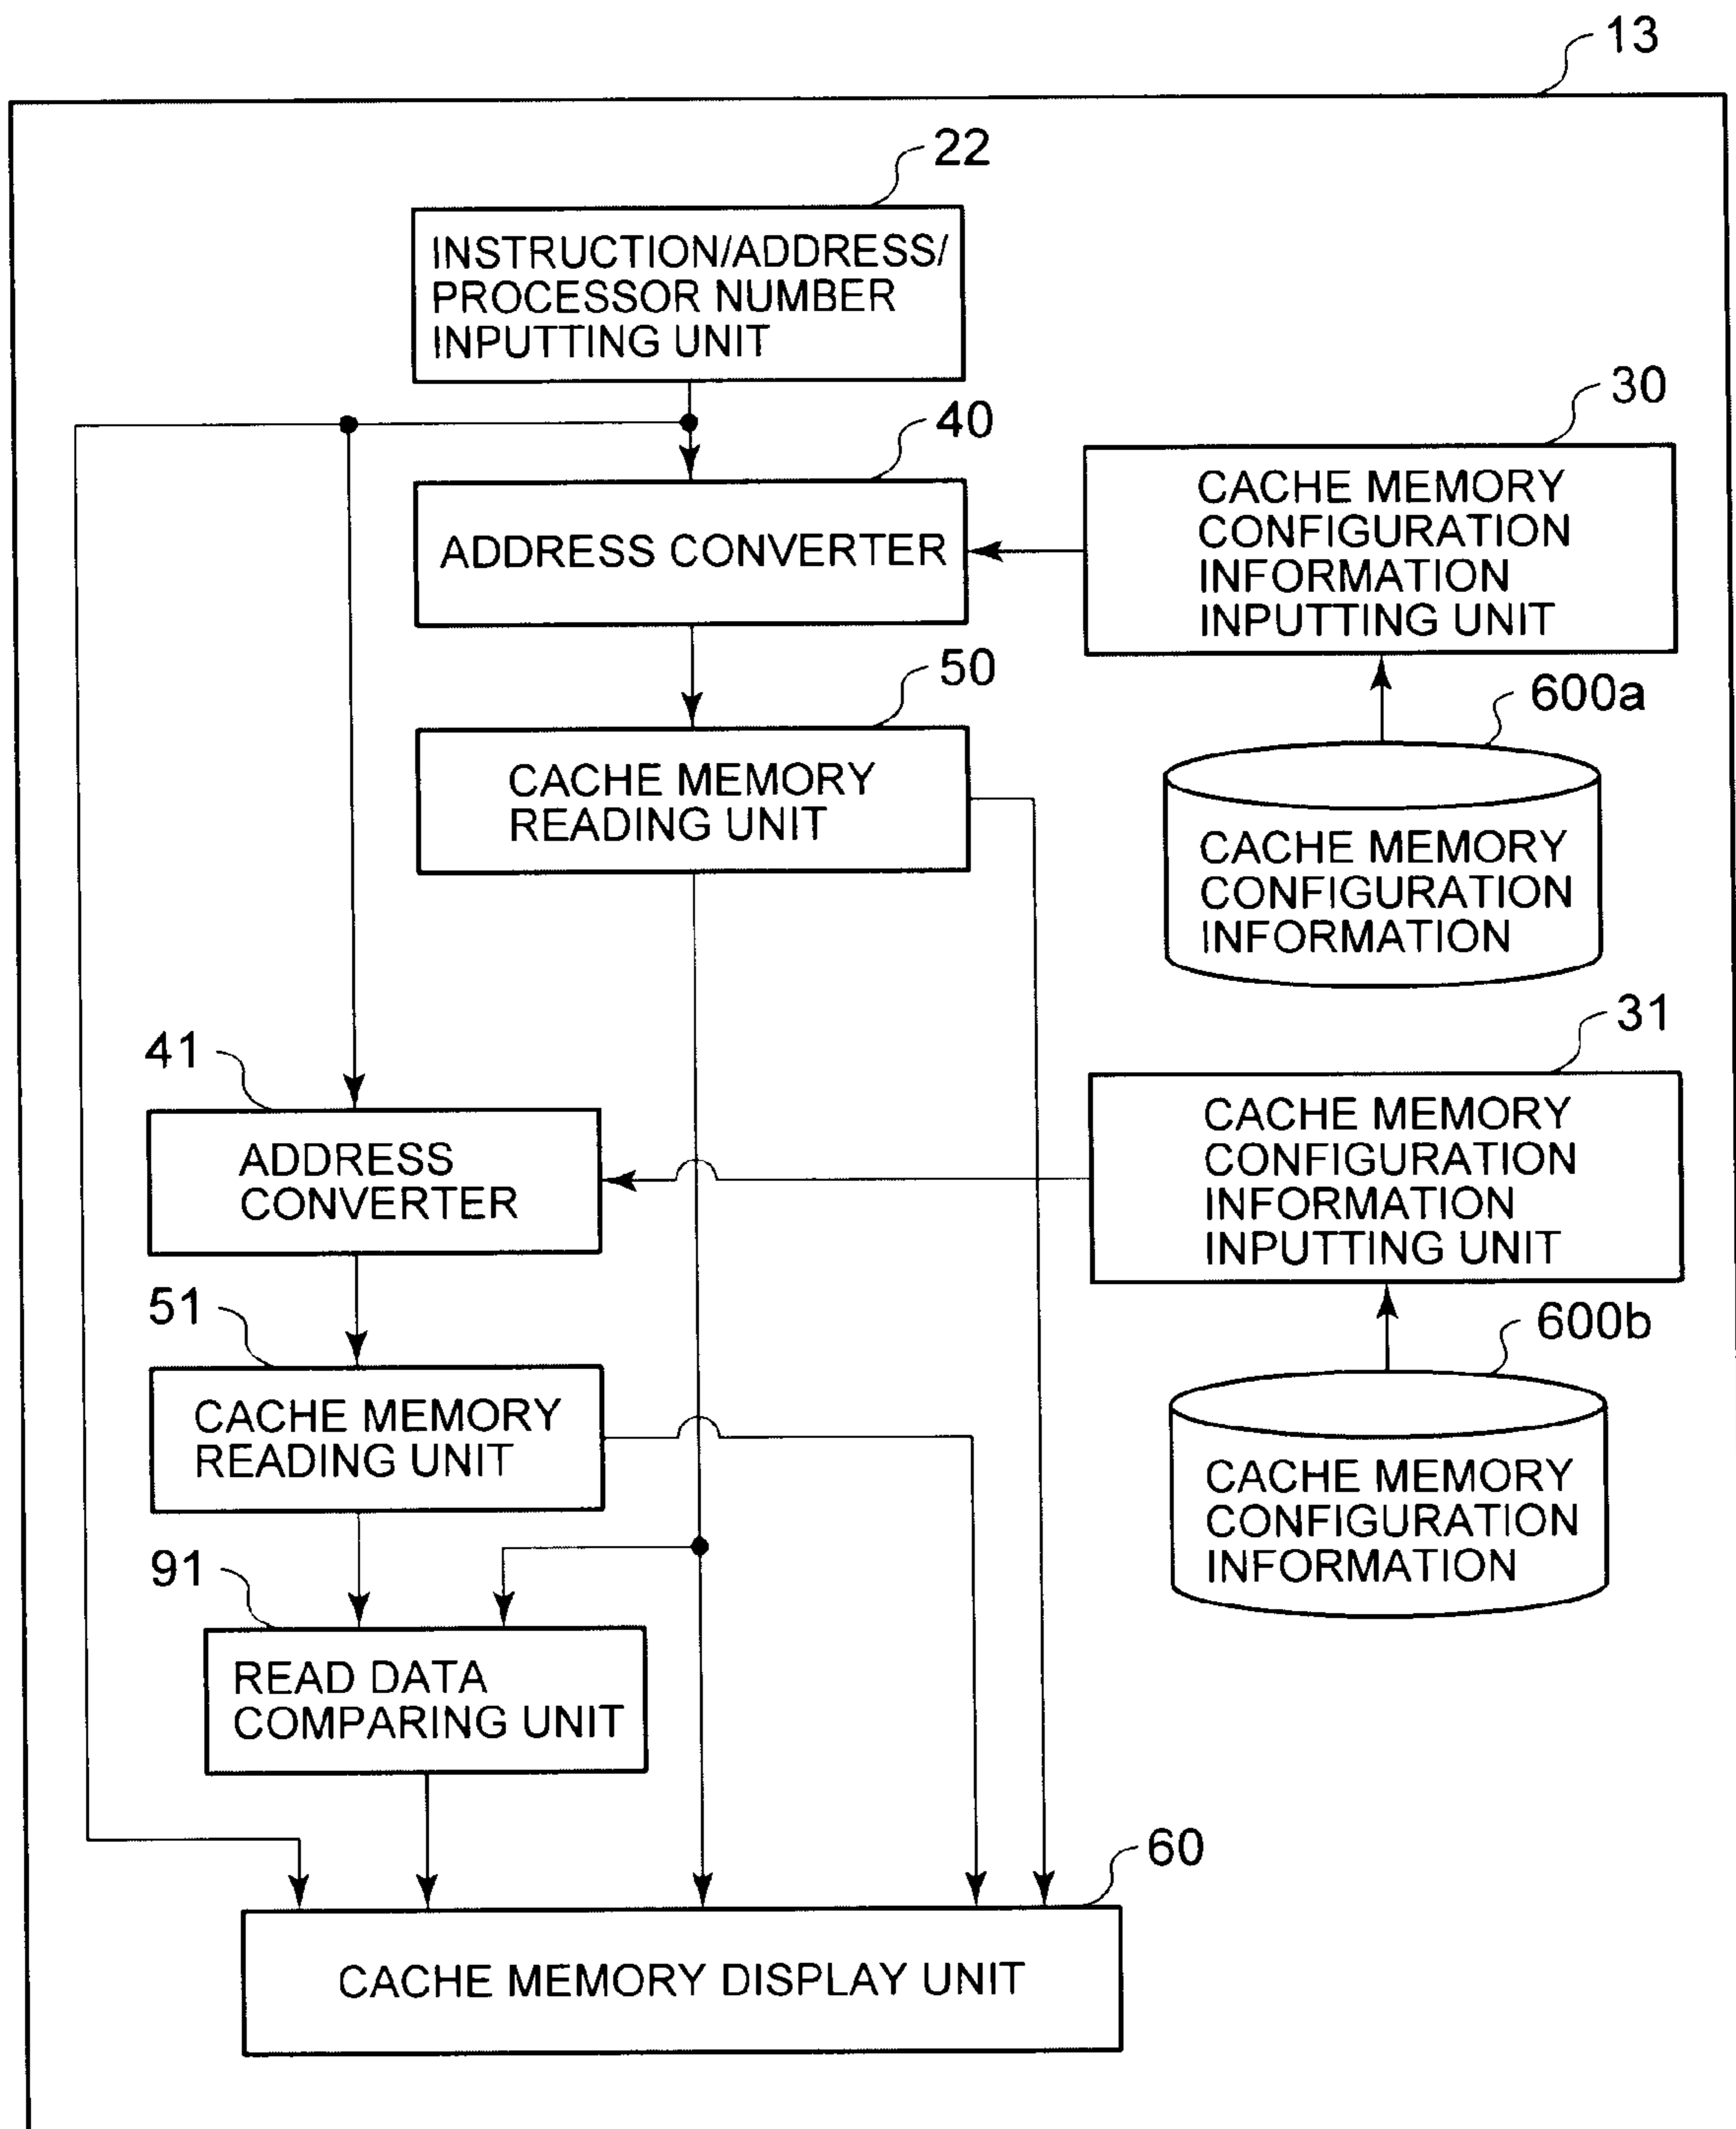 13
22
INSTRUCTION/ADDRESS/
PROCESSOR NUMBER
INPUTTING UNIT
40
ADDRESS CONVERTER
30
CACHE MEMORY
CONFIGURATION
INFORMATION
INPUTTING UNIT
50
CACHE MEMORY
READING UNIT
600a
CACHE MEMORY
CONFIGURATION
INFORMATION
41
ADDRESS
CONVERTER
31
CACHE MEMORY
CONFIGURATION
INFORMATION
INPUTTING UNIT
51
CACHE MEMORY
READING UNIT
600b
CACHE MEMORY
CONFIGURATION
INFORMATION
91
READ DATA
COMPARING UNIT
60
CACHE MEMORY DISPLAY UNIT